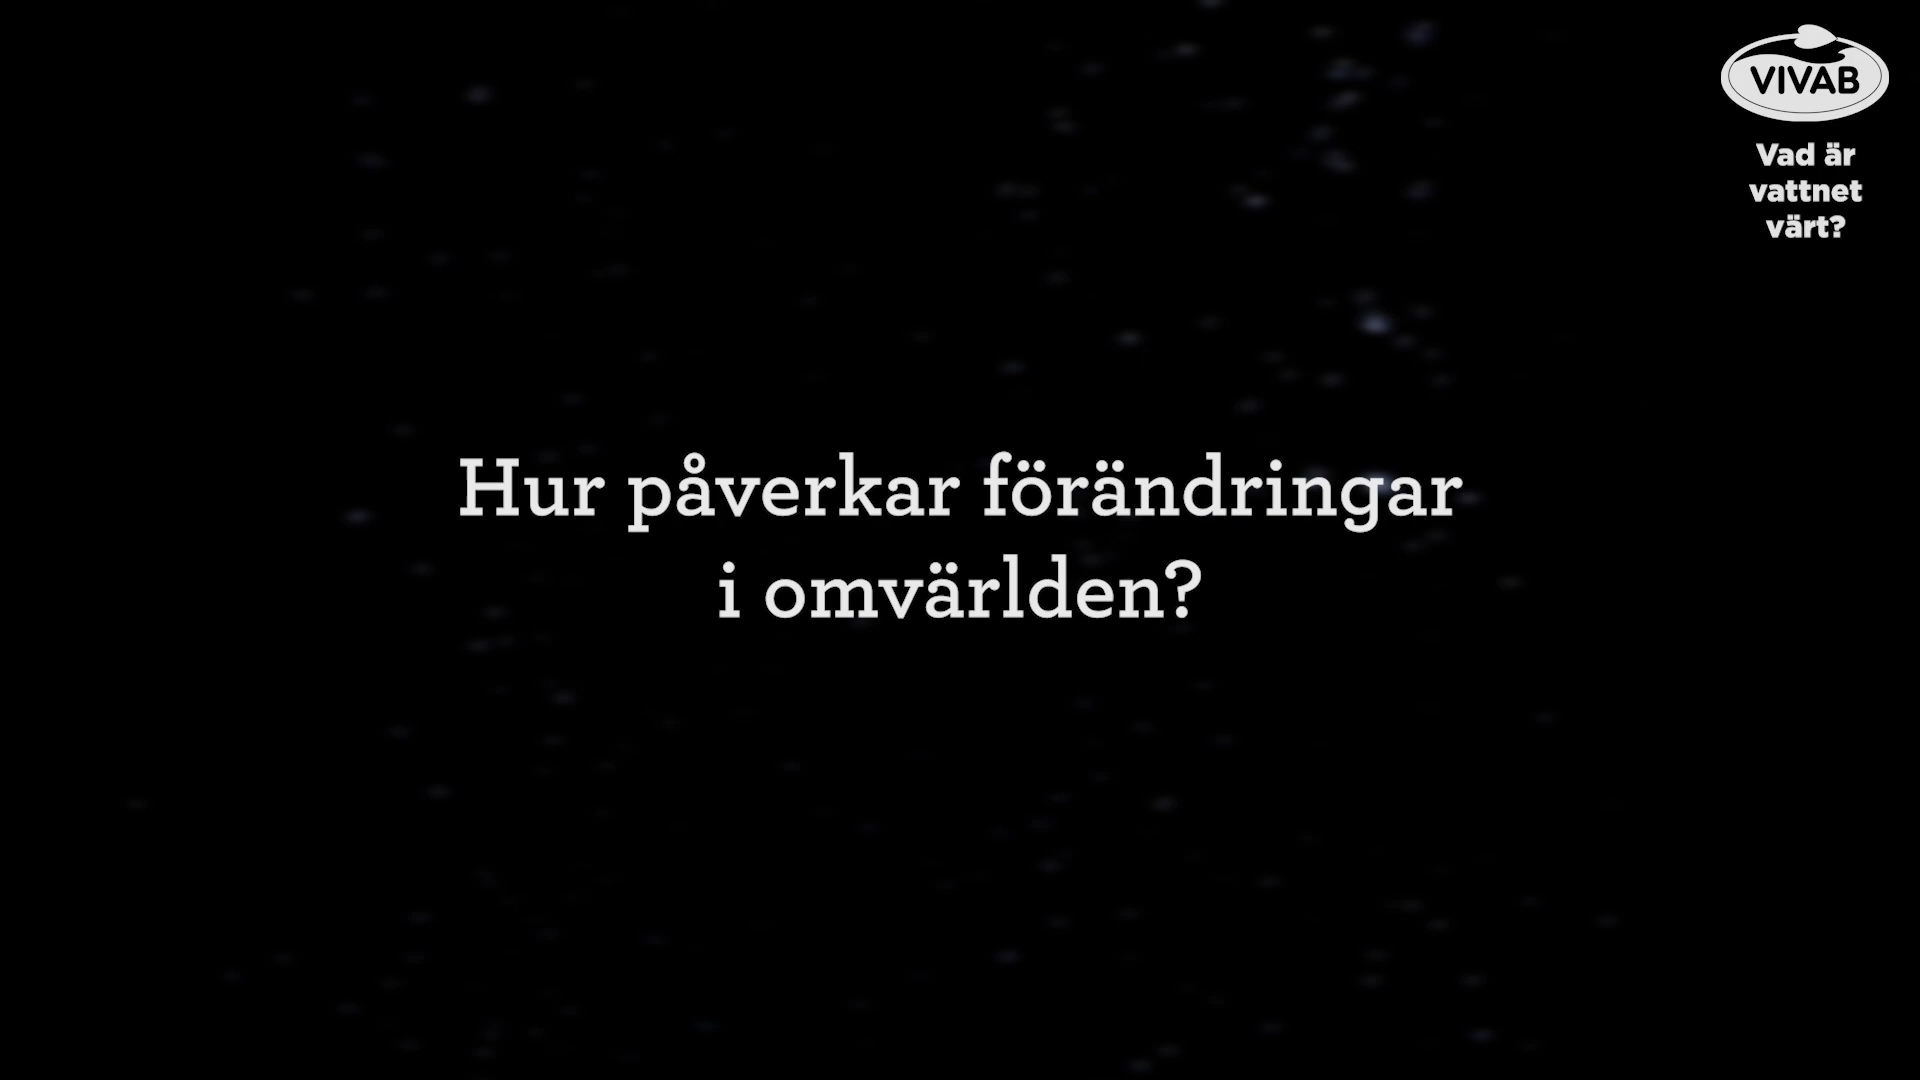 VIVAB
Vad är
vattnet
värt?
Hur påverkar förändringar
i omvärlden?